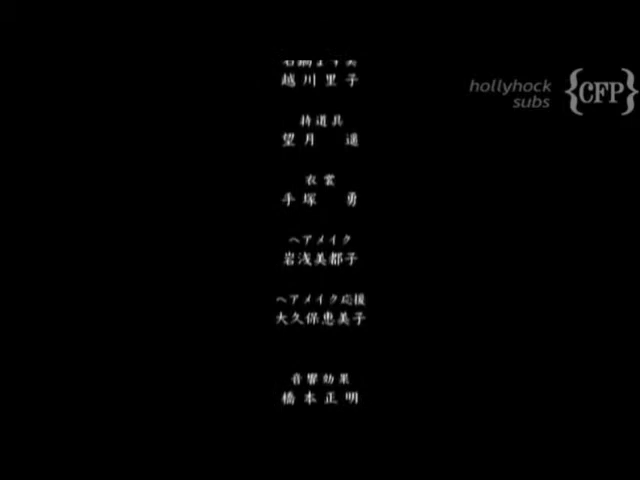 越川里子
hollyhock
subs
{CFP}
持道具
望月 遥
衣裳
手塚 勇
ヘアメイク
岩浅美都子
ヘアメイク応援
大久保恵美子
音響効果
橋本正明